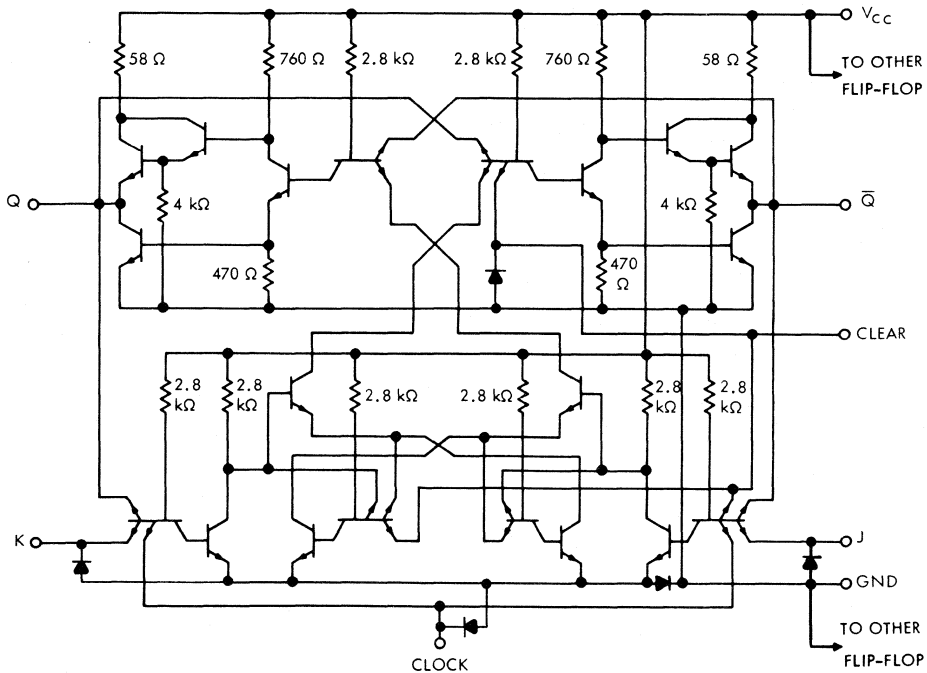 VCC
58 Ω
760 Ω
2.8 kΩ
2.8 kΩ
760 Ω
58 Ω
TO OTHER
FLIP-FLOP
Q
4 kΩ
4 kΩ
Q̅
470 Ω
470
Ω
CLEAR
2.8
kΩ
2.8
kΩ
2.8 kΩ
2.8 kΩ
2.8
kΩ
2.8
kΩ
K
J
GND
CLOCK
TO OTHER
FLIP-FLOP